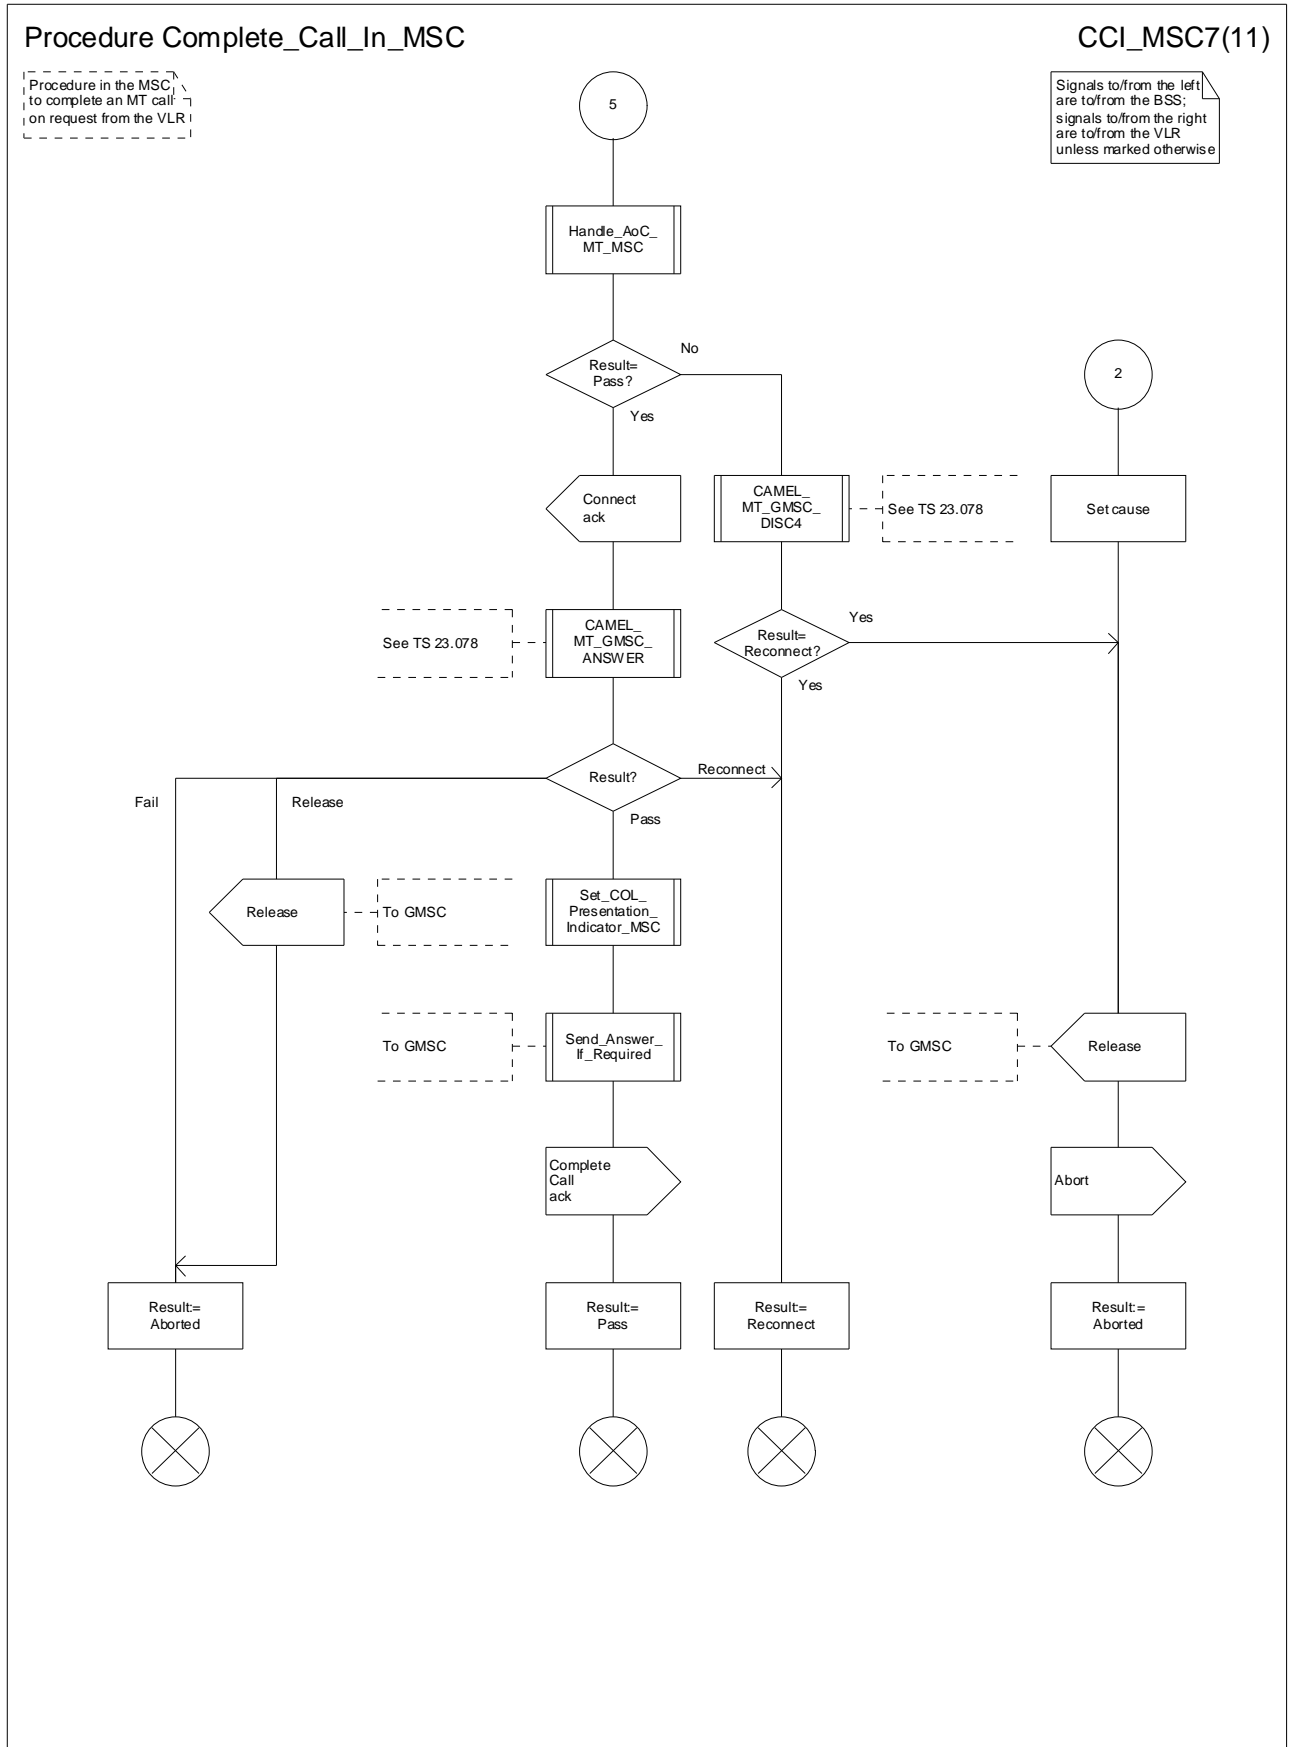 Procedure Complete_Call_In_MSC
CCI_MSC7(11)
Procedure in the MSC
to complete an MT call
on request from the VLR
5
Signals to/from the left
are to/from the BSS;
signals to/from the right
are to/from the VLR
unless marked otherwise
Handle_AoC_
MT_MSC
Result=
Pass?
No
Yes
2
Connect
ack
CAMEL_
MT_GMSC_
DISC4
See TS 23.078
Set cause
See TS 23.078
CAMEL_
MT_GMSC_
ANSWER
Result=
Reconnect?
Yes
Yes
Result?
Reconnect
Fail
Release
Pass
Release
To GMSC
Set_COL_
Presentation_
Indicator_MSC
To GMSC
Send_Answer_
If_Required
To GMSC
Release
Complete
Call
ack
Abort
Result:=
Aborted
Result:=
Pass
Result:=
Reconnect
Result:=
Aborted